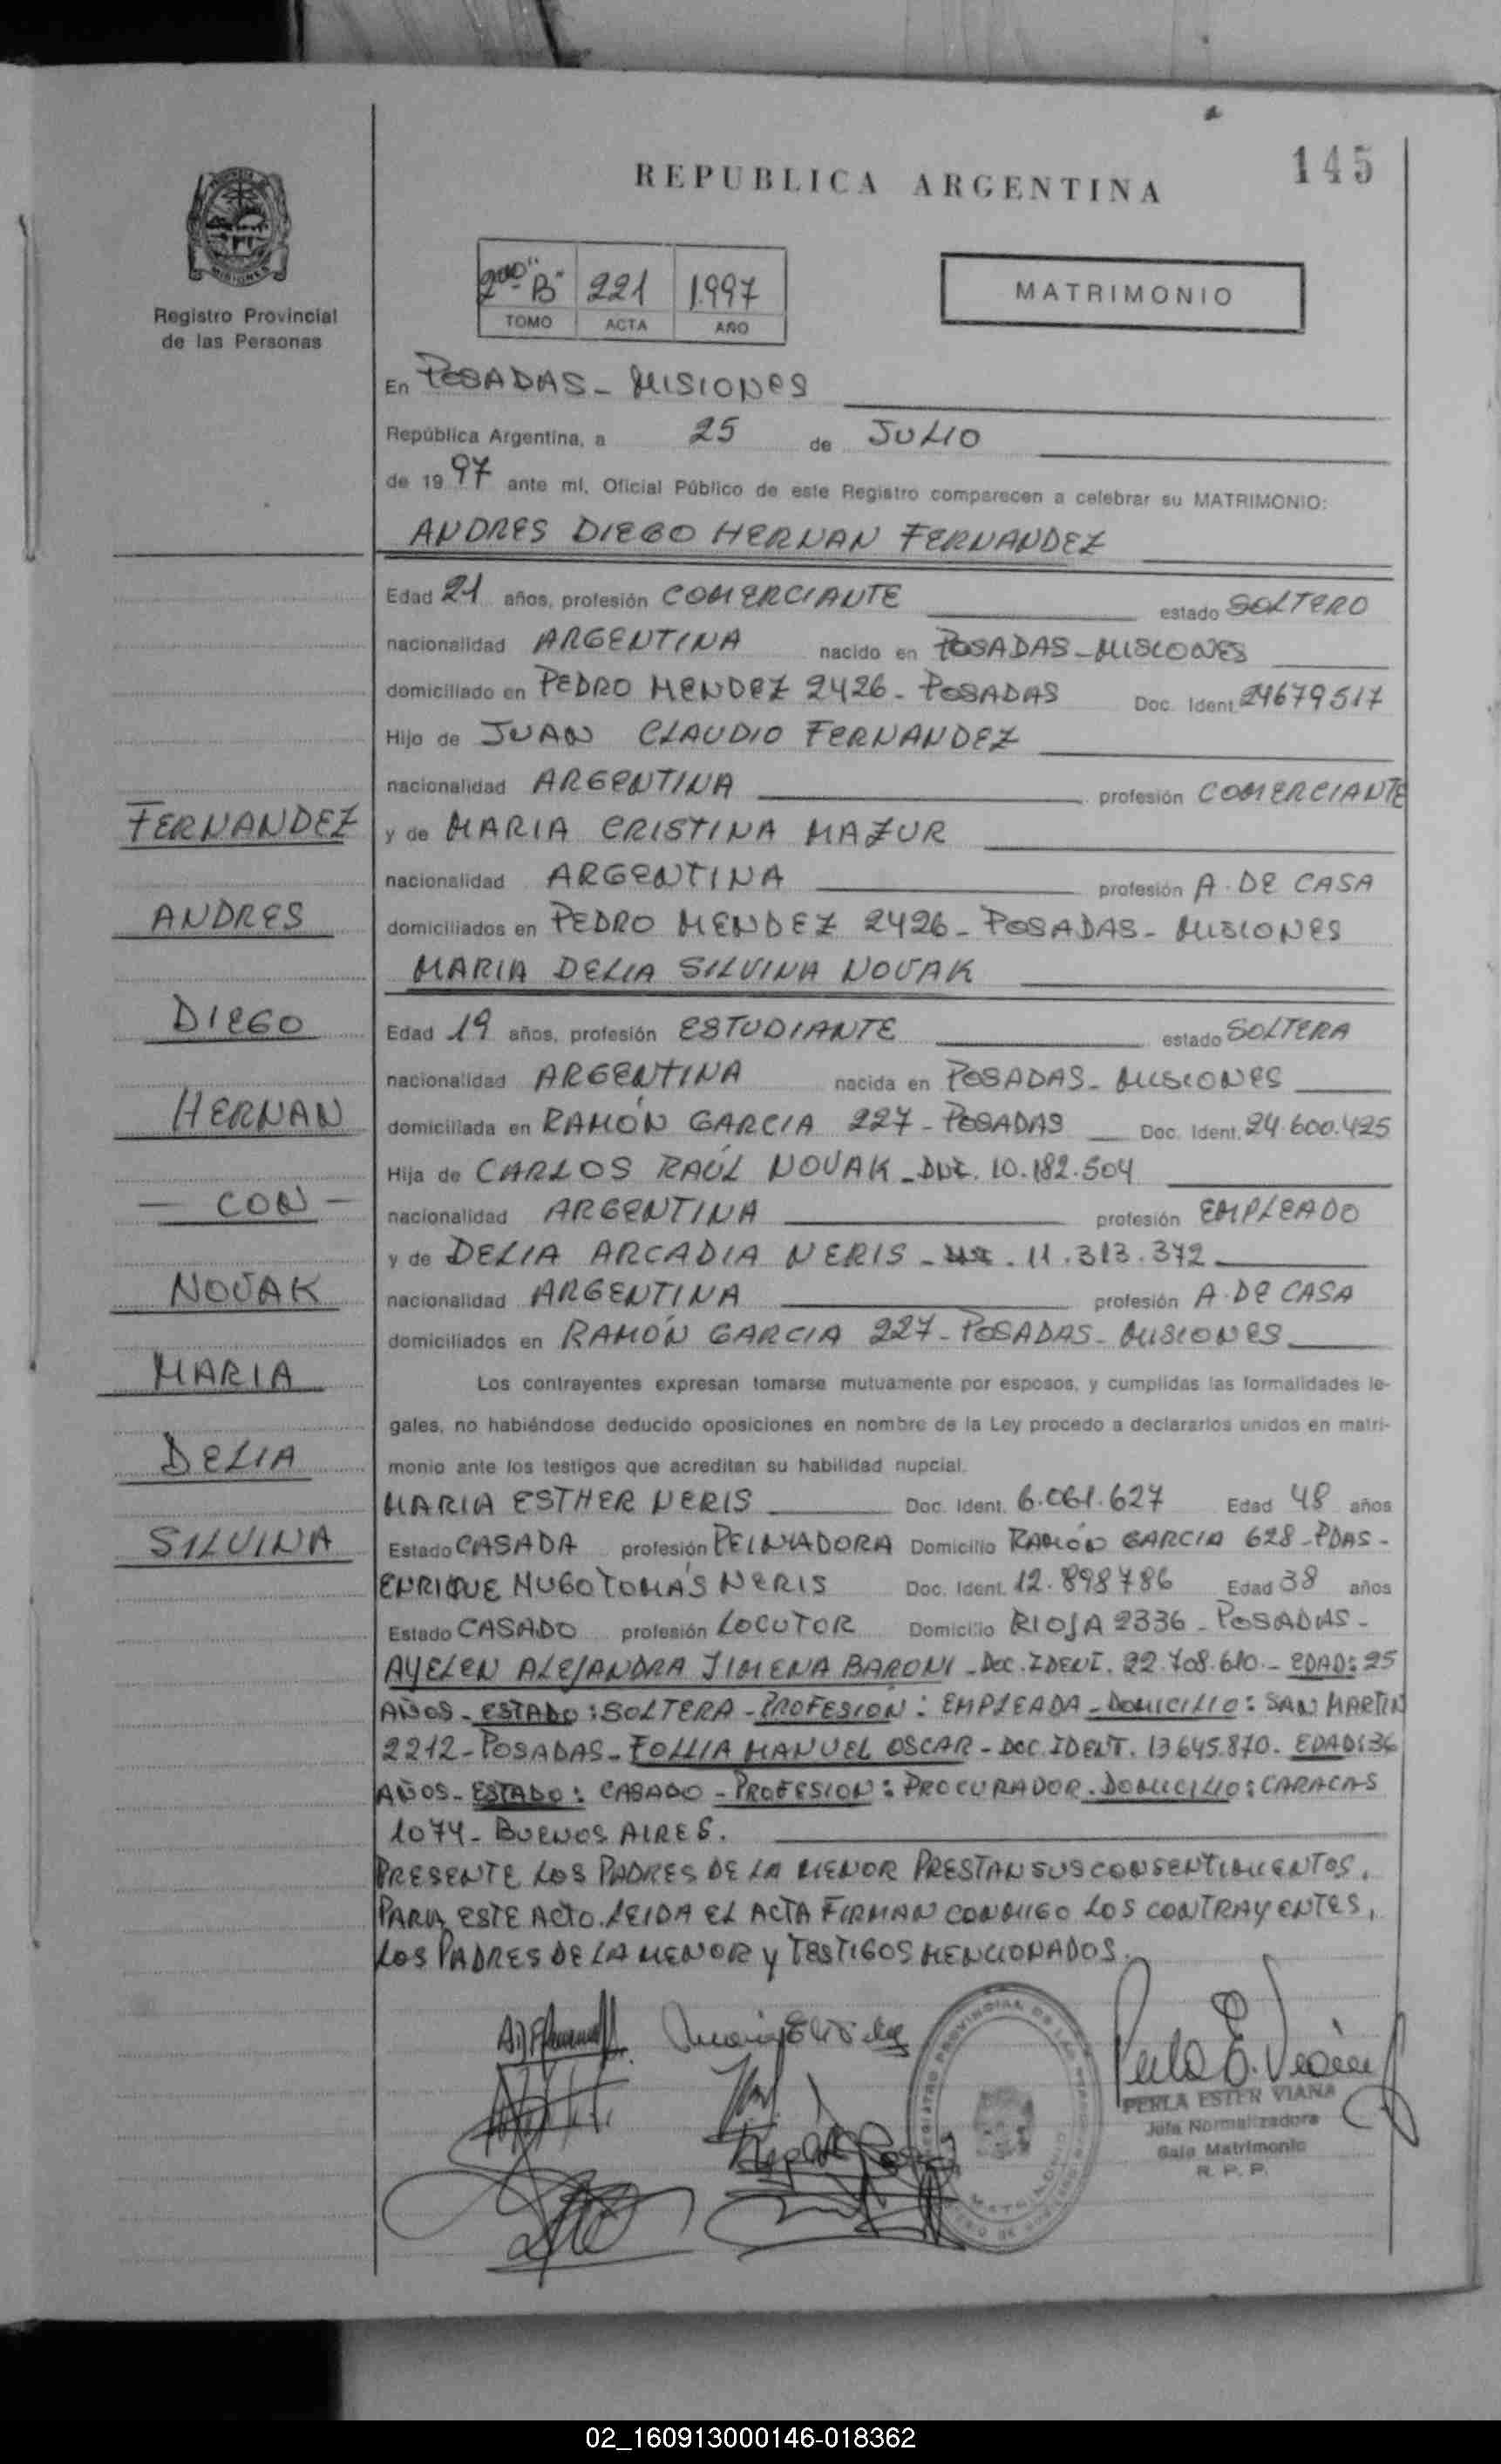 145
REPUBLICA ARGENTINA
Registro Provincial
de las Personas
2do "B" 221 1997
TOMO ACTA AÑO
MATRIMONIO
En POSADAS - MISIONES
República Argentina, a 25 de JULIO
de 1997 ante mí, Oficial Público de este Registro comparecen a celebrar su MATRIMONIO:
ANDRES DIEGO HERNAN FERNANDEZ
Edad 21 años, profesión COMERCIANTE estado SOLTERO
nacionalidad ARGENTINA nacido en POSADAS - MISIONES
domiciliado en PEDRO MENDEZ 2426 - POSADAS Doc. Ident. 24679517
Hijo de JUAN CLAUDIO FERNANDEZ
nacionalidad ARGENTINA profesión COMERCIANTE
y de MARIA CRISTINA MAZUR
nacionalidad ARGENTINA profesión A. DE CASA
domiciliados en PEDRO MENDEZ 2426 - POSADAS - MISIONES
MARIA DELIA SILVINA NOVAK
Edad 19 años, profesión ESTUDIANTE estado SOLTERA
nacionalidad ARGENTINA nacida en POSADAS - MISIONES
domiciliada en RAMÓN GARCIA 227 - POSADAS Doc. Ident. 24.600.425
Hija de CARLOS RAÚL NOVAK - DNI. 10.182.504
nacionalidad ARGENTINA profesión EMPLEADO
y de DELIA ARCADIA NERIS - 11.313.372
nacionalidad ARGENTINA profesión A. DE CASA
domiciliados en RAMÓN GARCIA 227 - POSADAS - MISIONES
Los contrayentes expresan tomarse mutuamente por esposos, y cumplidas las formalidades le-
gales, no habiéndose deducido oposiciones en nombre de la Ley procedo a declararlos unidos en matri-
monio ante los testigos que acreditan su habilidad nupcial.
MARIA ESTHER NERIS Doc. Ident. 6.061.627 Edad 48 años
Estado CASADA profesión PEINADORA Domicilio RAMÓN GARCIA 628 - PDAS -
ENRIQUE HUGO TOMÁS NERIS Doc. Ident. 12.898786 Edad 38 años
Estado CASADO profesión LOCUTOR Domicilio RIOJA 2336 - POSADAS -
AYELEN ALEJANDRA JIMENA BARONI - DOC. IDENT. 22.708.610. - EDAD: 25
AÑOS - ESTADO: SOLTERA - PROFESION: EMPLEADA - DOMICILIO: SAN MARTIN
2212 - POSADAS - FOLLIA MANUEL OSCAR - DOC. IDENT. 13645.870. EDAD: 36
AÑOS - ESTADO: CASADO - PROFESION: PROCURADOR. DOMICILIO: CARACAS
1074 - BUENOS AIRES.
PRESENTE LOS PADRES DE LA MENOR PRESTAN SUS CONSENTIMIENTOS,
PARA ESTE ACTO. LEIDA EL ACTA FIRMAN CONMIGO LOS CONTRAYENTES,
LOS PADRES DE LA MENOR Y TESTIGOS MENCIONADOS.
FERNANDEZ
ANDRES
DIEGO
HERNAN
- CON -
NOVAK
MARIA
DELIA
SILVINA
PERLA ESTER VIANA
Jefa Normalizadora
Sala Matrimonio
R. P. P.
02_160913000146-018362